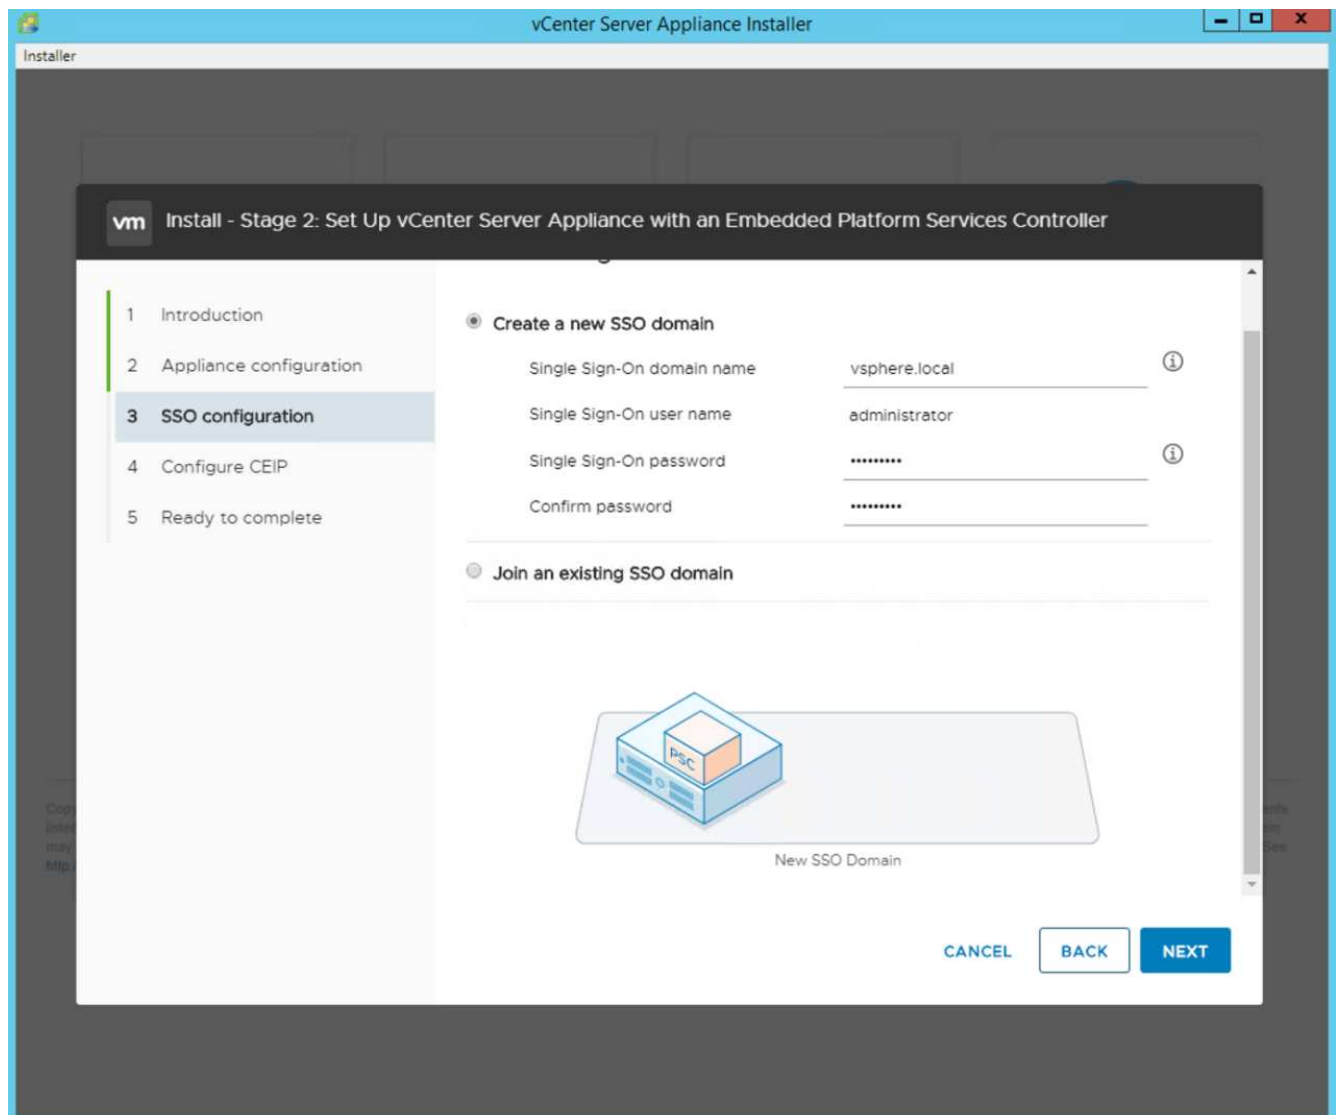 vCenter Server Appliance Installer
Installer
vm Install - Stage 2: Set Up vCenter Server Appliance with an Embedded Platform Services Controller
1 Introduction
2 Appliance configuration
3 SSO configuration
4 Configure CEIP
5 Ready to complete
Create a new SSO domain
Single Sign-On domain name vsphere.local
Single Sign-On user name administrator
Single Sign-On password •••••••••
Confirm password •••••••••
Join an existing SSO domain
PSC
New SSO Domain
CANCEL BACK NEXT